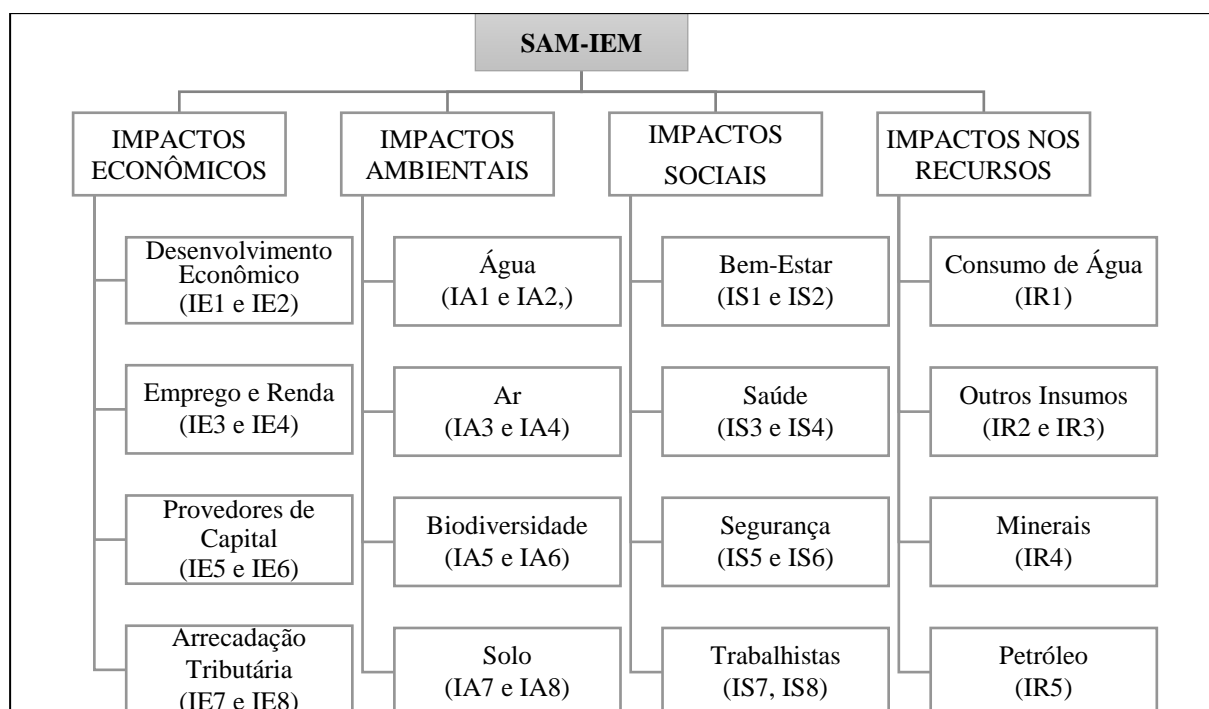 SAM-IEM
IMPACTOS
ECONÔMICOS
Desenvolvimento
Econômico
(IE1 e IE2)
Emprego e Renda
(IE3 e IE4)
Provedores de
Capital
(IE5 e IE6)
Arrecadação
Tributária
(IE7 e IE8)
IMPACTOS
AMBIENTAIS
Água
(IA1 e IA2,)
Ar
(IA3 e IA4)
Biodiversidade
(IA5 e IA6)
Solo
(IA7 e IA8)
IMPACTOS
SOCIAIS
Bem-Estar
(IS1 e IS2)
Saúde
(IS3 e IS4)
Segurança
(IS5 e IS6)
Trabalhistas
(IS7, IS8)
IMPACTOS NOS
RECURSOS
Consumo de Água
(IR1)
Outros Insumos
(IR2 e IR3)
Minerais
(IR4)
Petróleo
(IR5)